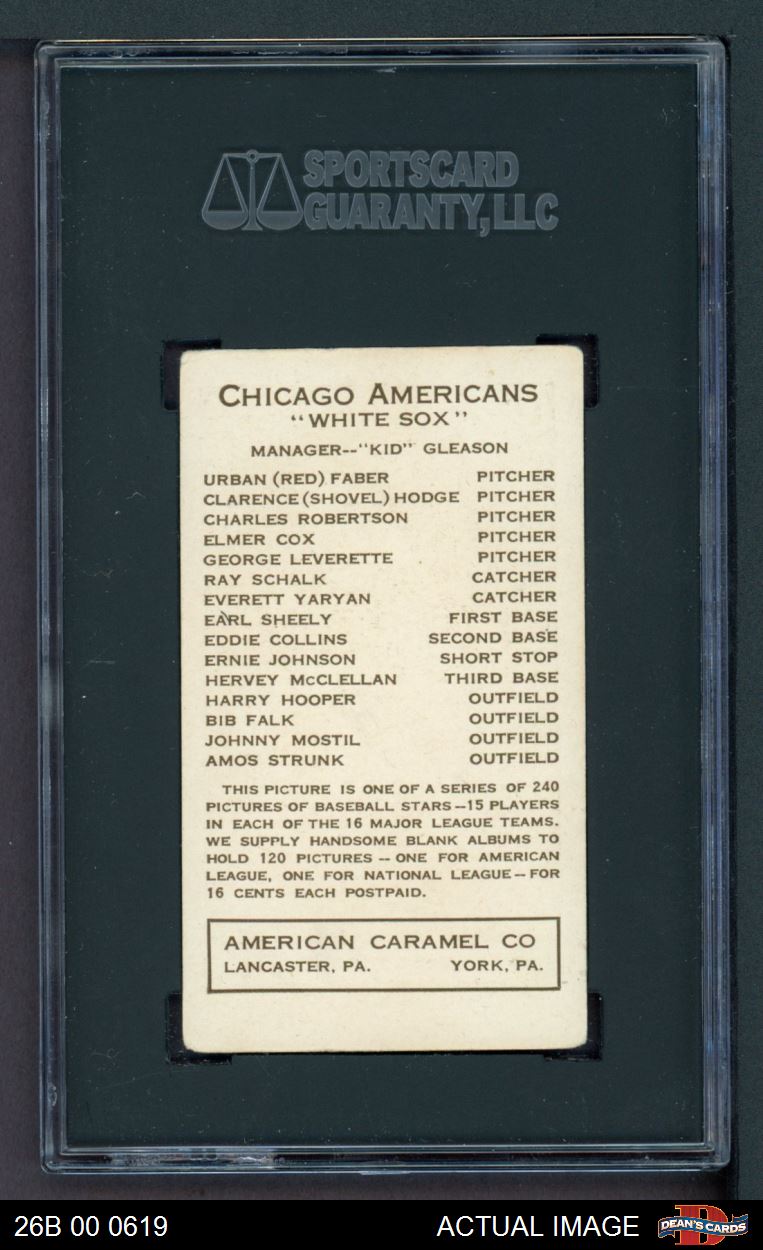 SPORTSCARD
GUARANTY, LLC
CHICAGO AMERICANS
"WHITE SOX"
MANAGER--"KID" GLEASON
URBAN (RED) FABER PITCHER
CLARENCE (SHOVEL) HODGE PITCHER
CHARLES ROBERTSON PITCHER
ELMER COX PITCHER
GEORGE LEVERETTE PITCHER
RAY SCHALK CATCHER
EVERETT YARYAN CATCHER
EARL SHEELY FIRST BASE
EDDIE COLLINS SECOND BASE
ERNIE JOHNSON SHORT STOP
HERVEY McCLELLAN THIRD BASE
HARRY HOOPER OUTFIELD
BIB FALK OUTFIELD
JOHNNY MOSTIL OUTFIELD
AMOS STRUNK OUTFIELD
THIS PICTURE IS ONE OF A SERIES OF 240
PICTURES OF BASEBALL STARS--15 PLAYERS
IN EACH OF THE 16 MAJOR LEAGUE TEAMS.
WE SUPPLY HANDSOME BLANK ALBUMS TO
HOLD 120 PICTURES -- ONE FOR AMERICAN
LEAGUE, ONE FOR NATIONAL LEAGUE -- FOR
16 CENTS EACH POSTPAID.
AMERICAN CARAMEL CO
LANCASTER, PA. YORK, PA.
26B 00 0619 ACTUAL IMAGE DEAN'S CARDS